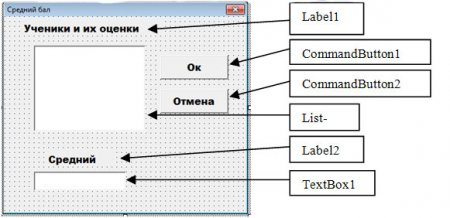 Средний бал
Ученики и их оценки
Label1
Ок
CommandButton1
Отмена
CommandButton2
List-
Средний
Label2
TextBox1